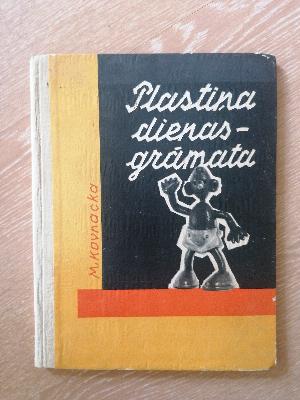 Plastiņa
dienas-
grāmata
M. Kovnacka